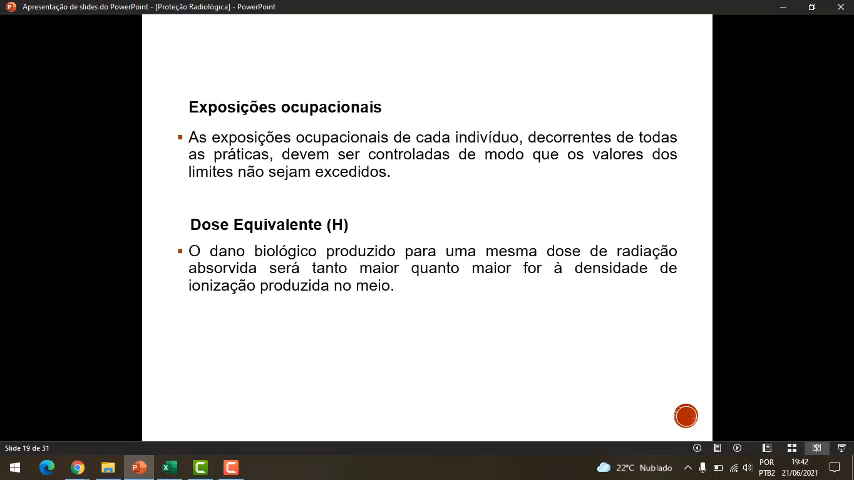 Apresentação de slides do PowerPoint - [Proteção Radiológica] - PowerPoint
Exposições ocupacionais
As exposições ocupacionais de cada indivíduo, decorrentes de todas
as práticas, devem ser controladas de modo que os valores dos
limites não sejam excedidos.
Dose Equivalente (H)
O dano biológico produzido para uma mesma dose de radiação
absorvida será tanto maior quanto maior for à densidade de
ionização produzida no meio.
Slide 19 de 31
22°C Nublado
POR
PTB2
19:42
21/06/2021